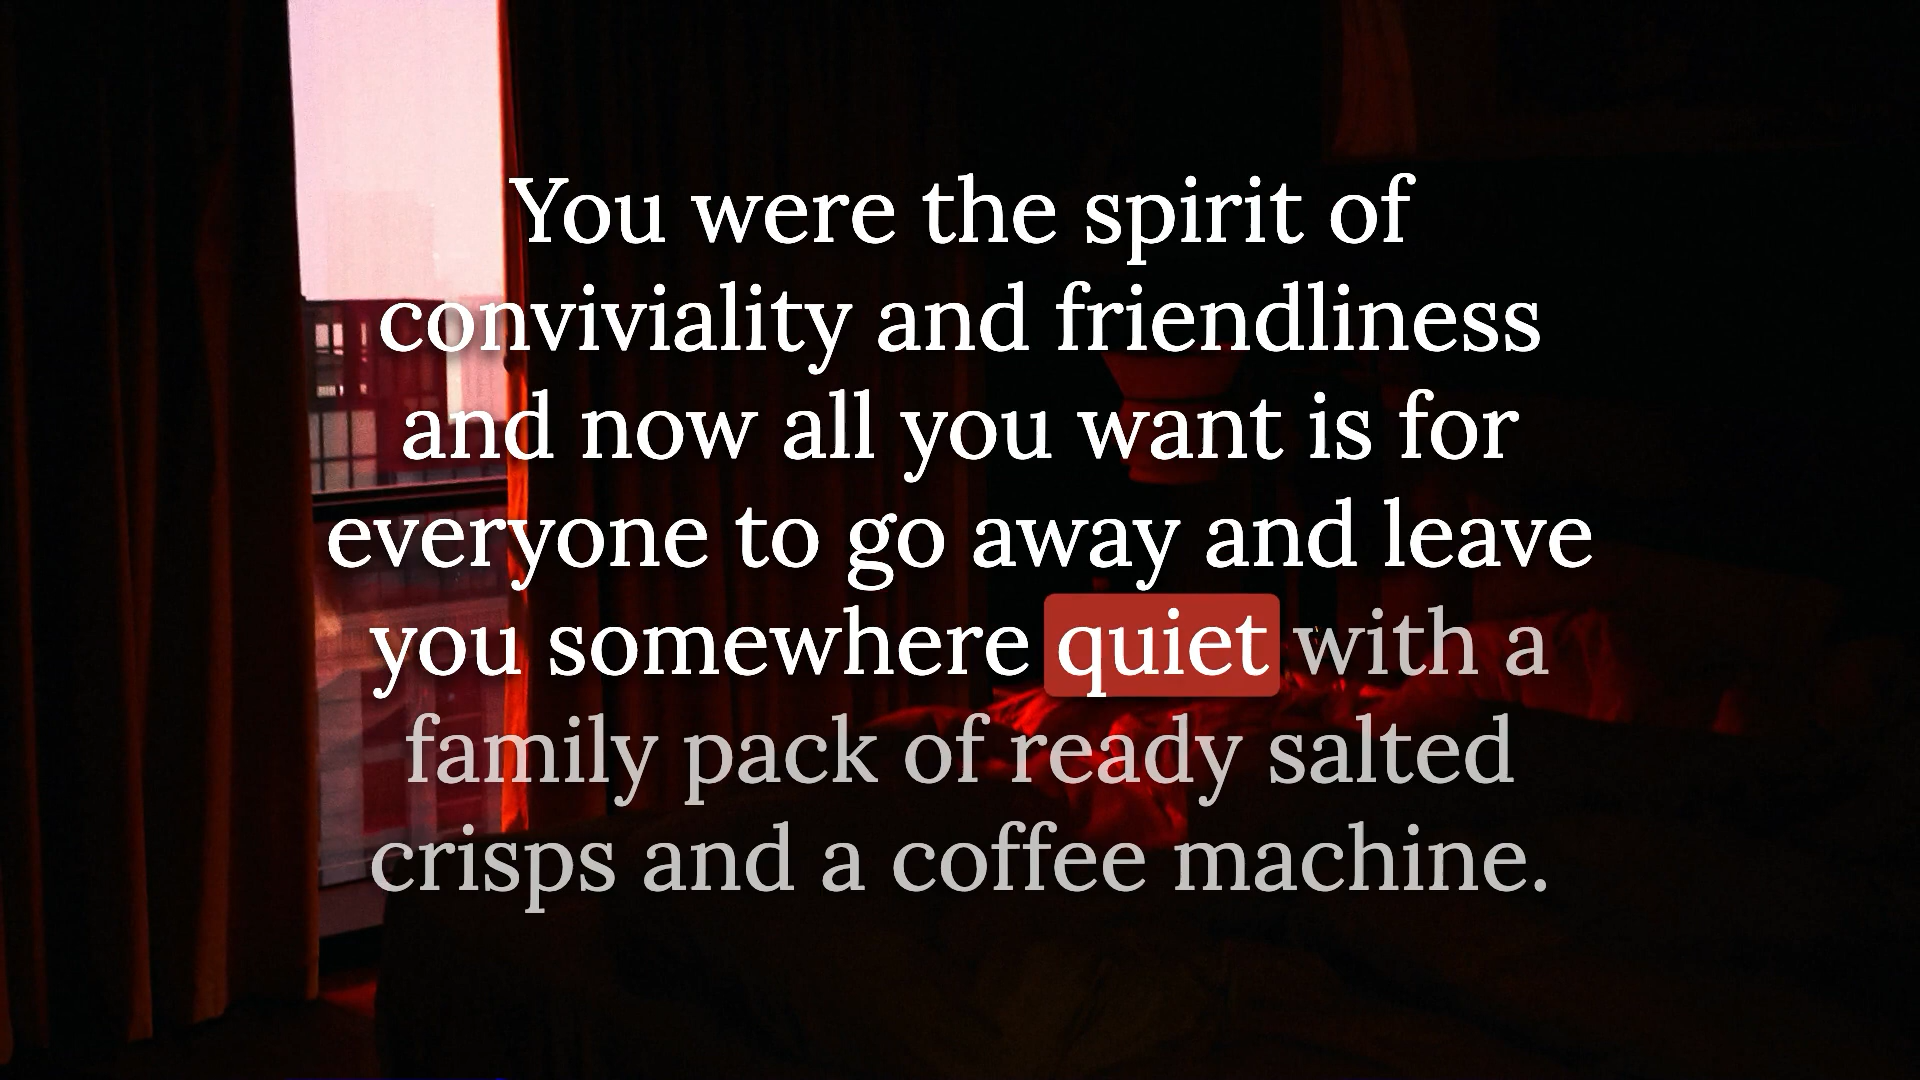 You were the spirit of
conviviality and friendliness
and now all you want is for
everyone to go away and leave
you somewhere quiet with a
family pack of ready salted
crisps and a coffee machine.